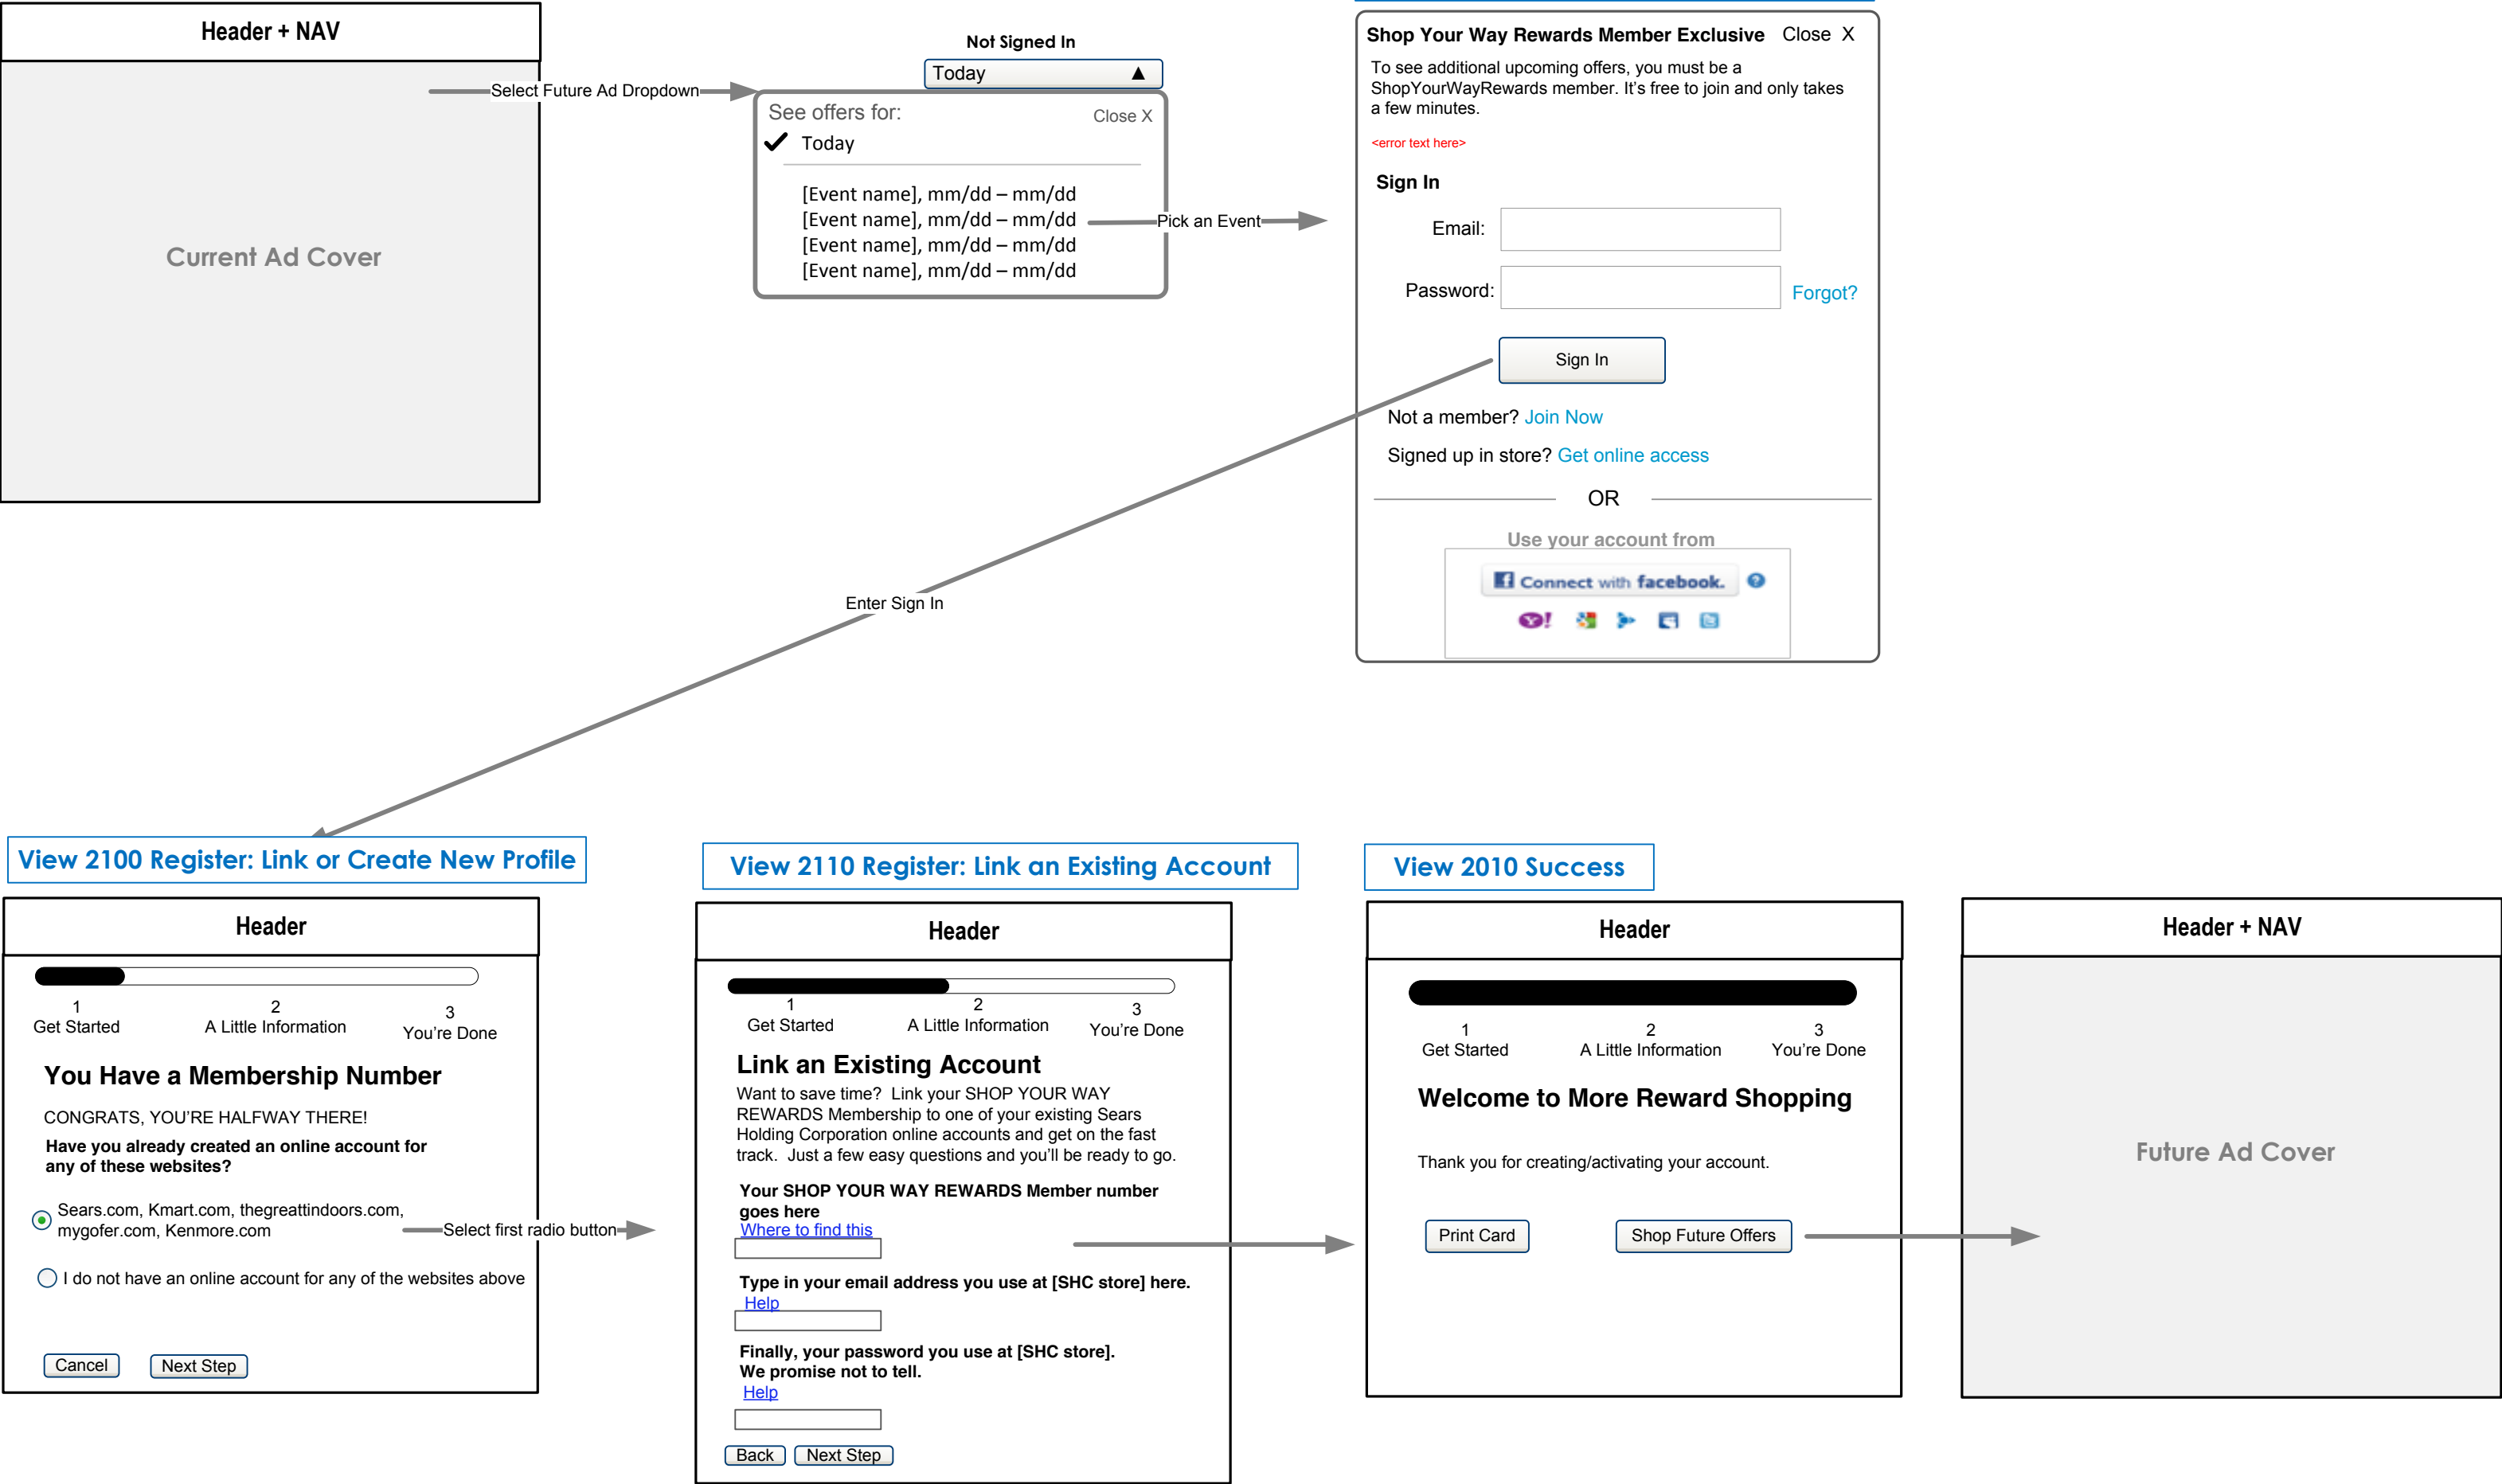 Header + NAV
Current Ad Cover
Select Future Ad Dropdown
Not Signed In
Today ▲
See offers for:
Close X
Today
[Event name], mm/dd – mm/dd
[Event name], mm/dd – mm/dd
[Event name], mm/dd – mm/dd
[Event name], mm/dd – mm/dd
Pick an Event
Shop Your Way Rewards Member Exclusive Close X
To see additional upcoming offers, you must be a
ShopYourWayRewards member. It’s free to join and only takes
a few minutes.
<error text here>
Sign In
Email:
Password:
Forgot?
Sign In
Not a member? Join Now
Signed up in store? Get online access
OR
Use your account from
Connect with facebook.
Y!
Enter Sign In
View 2100 Register: Link or Create New Profile
Header
1
Get Started
2
A Little Information
3
You’re Done
You Have a Membership Number
CONGRATS, YOU’RE HALFWAY THERE!
Have you already created an online account for
any of these websites?
Sears.com, Kmart.com, thegreattindoors.com,
mygofer.com, Kenmore.com
I do not have an online account for any of the websites above
Cancel
Next Step
Select first radio button
View 2110 Register: Link an Existing Account
Header
1
Get Started
2
A Little Information
3
You’re Done
Link an Existing Account
Want to save time?  Link your SHOP YOUR WAY
REWARDS Membership to one of your existing Sears
Holding Corporation online accounts and get on the fast
track.  Just a few easy questions and you’ll be ready to go.
Your SHOP YOUR WAY REWARDS Member number
goes here
Where to find this
Type in your email address you use at [SHC store] here.
Help
Finally, your password you use at [SHC store].
We promise not to tell.
Help
Back
Next Step
View 2010 Success
Header
1
Get Started
2
A Little Information
3
You’re Done
Welcome to More Reward Shopping
Thank you for creating/activating your account.
Print Card
Shop Future Offers
Header + NAV
Future Ad Cover